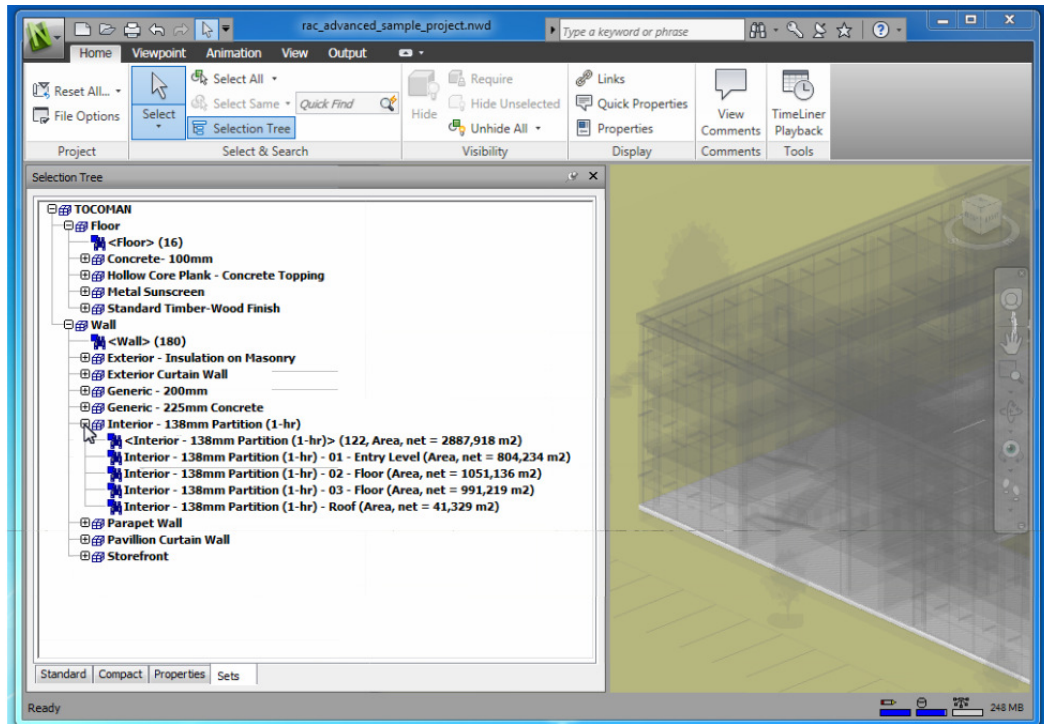 rac_advanced_sample_project.nwd
Type a keyword or phrase
Home Viewpoint Animation View Output
Reset All...
File Options
Project
Select
Select All
Select Same
Quick Find
Selection Tree
Select & Search
Hide
Require
Hide Unselected
Unhide All
Visibility
Links
Quick Properties
Properties
Display
View
Comments
Comments
TimeLiner
Playback
Tools
Selection Tree
TOCOMAN
Floor
<Floor> (16)
Concrete- 100mm
Hollow Core Plank - Concrete Topping
Metal Sunscreen
Standard Timber-Wood Finish
Wall
<Wall> (180)
Exterior - Insulation on Masonry
Exterior Curtain Wall
Generic - 200mm
Generic - 225mm Concrete
Interior - 138mm Partition (1-hr)
<Interior - 138mm Partition (1-hr)> (122, Area, net = 2887,918 m2)
Interior - 138mm Partition (1-hr) - 01 - Entry Level (Area, net = 804,234 m2)
Interior - 138mm Partition (1-hr) - 02 - Floor (Area, net = 1051,136 m2)
Interior - 138mm Partition (1-hr) - 03 - Floor (Area, net = 991,219 m2)
Interior - 138mm Partition (1-hr) - Roof (Area, net = 41,329 m2)
Parapet Wall
Pavillion Curtain Wall
Storefront
Standard Compact Properties Sets
Ready
248 MB